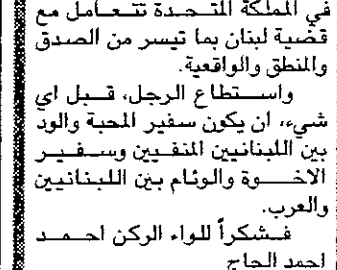 في المملكة المتحدة تتعامل مع
قضية لبنان بما تيسر من الصدق
والمنطق والواقعية.
واستطاع الرجل، قبل اي
شيء، ان يكون سفير المحبة والود
بين اللبنانيين المنفيين وسفير
الاخوة والوئام بين اللبنانيين
والعرب.
فشكراً للواء الركن احمد
احمد الحاج